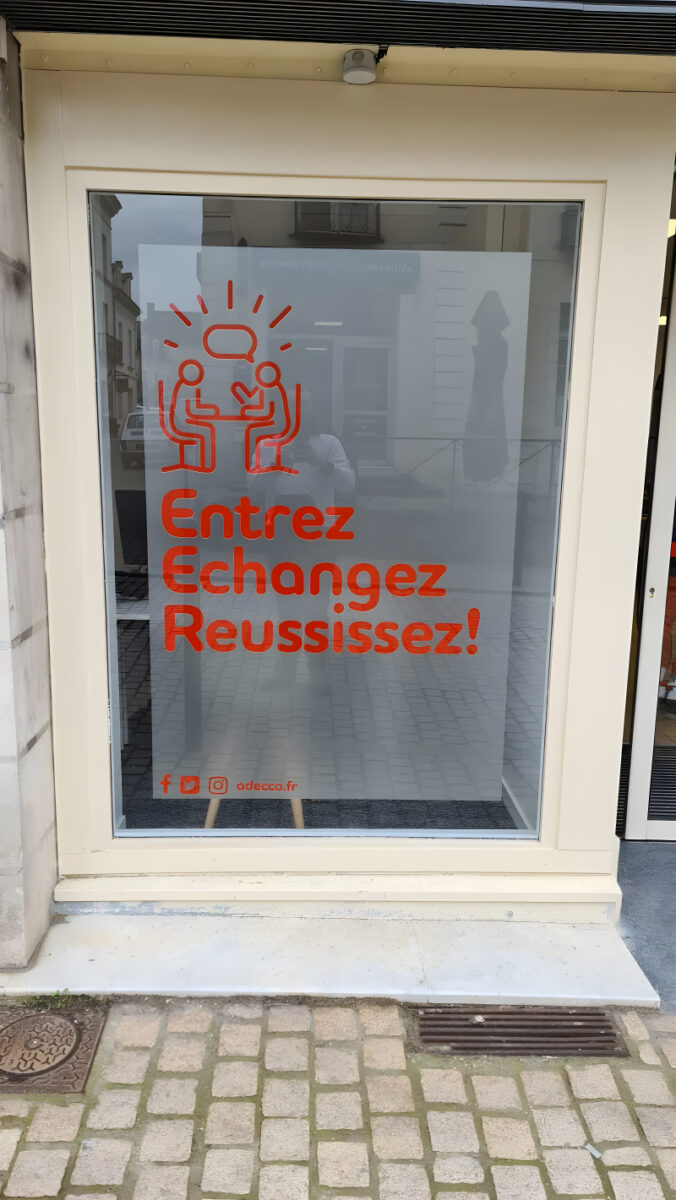 Entrez
Echangez
Reussissez!
odecco.fr